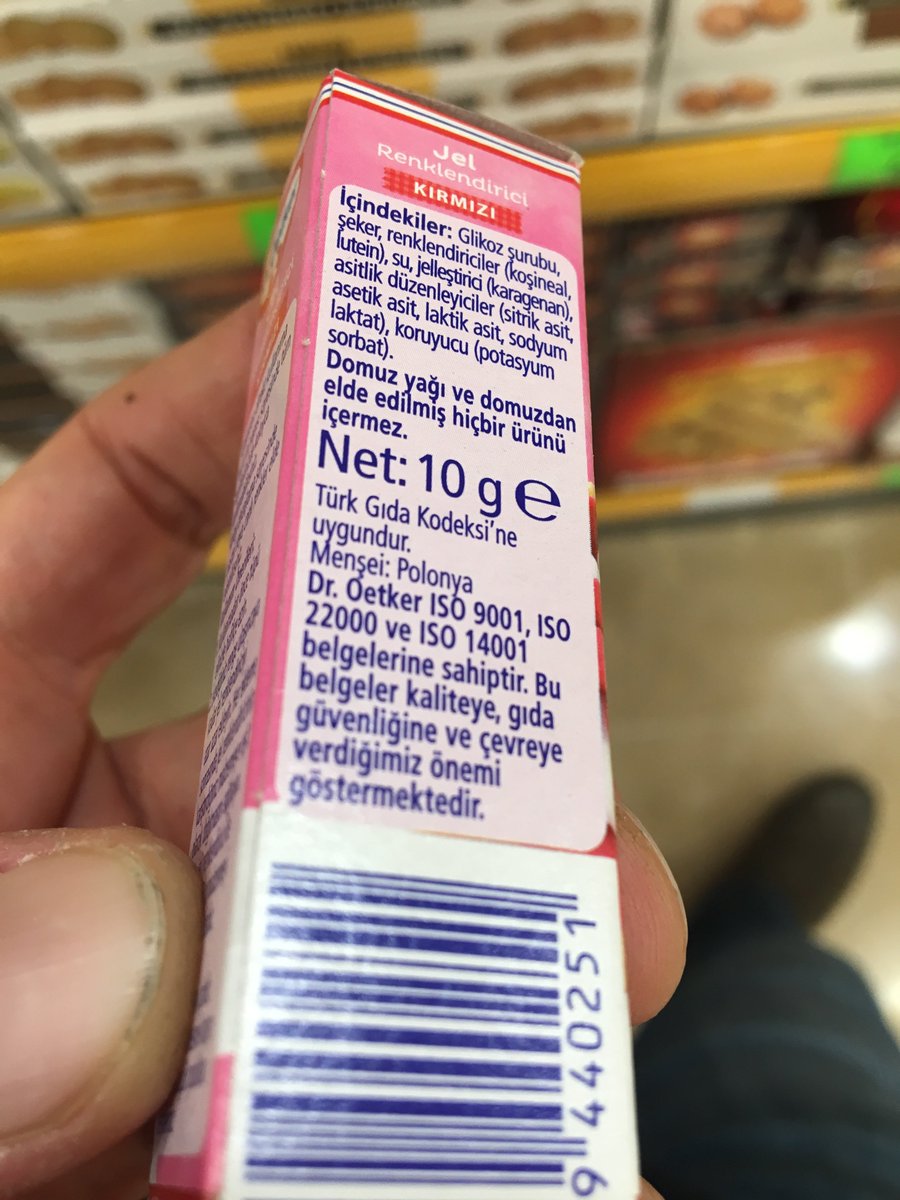 Jel
Renklendirici
KIRMIZI
İçindekiler: Glikoz şurubu,
şeker, renklendiriciler (koşineal,
lutein), su, jelleştirici (karagenan),
asitlik düzenleyiciler (sitrik asit,
asetik asit, laktik asit, sodyum
laktat), koruyucu (potasyum
sorbat).
Domuz yağı ve domuzdan
elde edilmiş hiçbir ürünü
içermez.
Net: 10 g e
Türk Gıda Kodeksi'ne
uygundur.
Menşei: Polonya
Dr. Oetker ISO 9001, ISO
22000 ve ISO 14001
belgelerine sahiptir. Bu
belgeler kaliteye, gıda
güvenliğine ve çevreye
verdiğimiz önemi
göstermektedir.
9440251